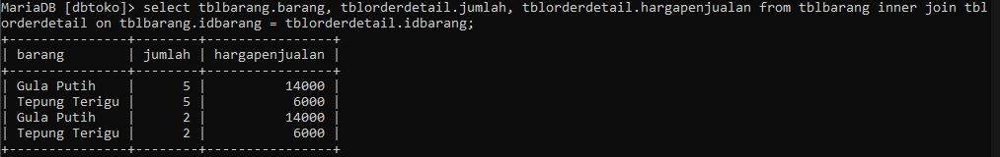 MariaDB [dbtoko]> select tblbarang.barang, tblorderdetail.jumlah, tblorderdetail.hargapenjualan from tblbarang inner join tbl
orderdetail on tblbarang.idbarang = tblorderdetail.idbarang;
+---------------+--------+----------------+
| barang        | jumlah | hargapenjualan |
+---------------+--------+----------------+
| Gula Putih    |      5 |          14000 |
| Tepung Terigu |      5 |           6000 |
| Gula Putih    |      2 |          14000 |
| Tepung Terigu |      2 |           6000 |
+---------------+--------+----------------+